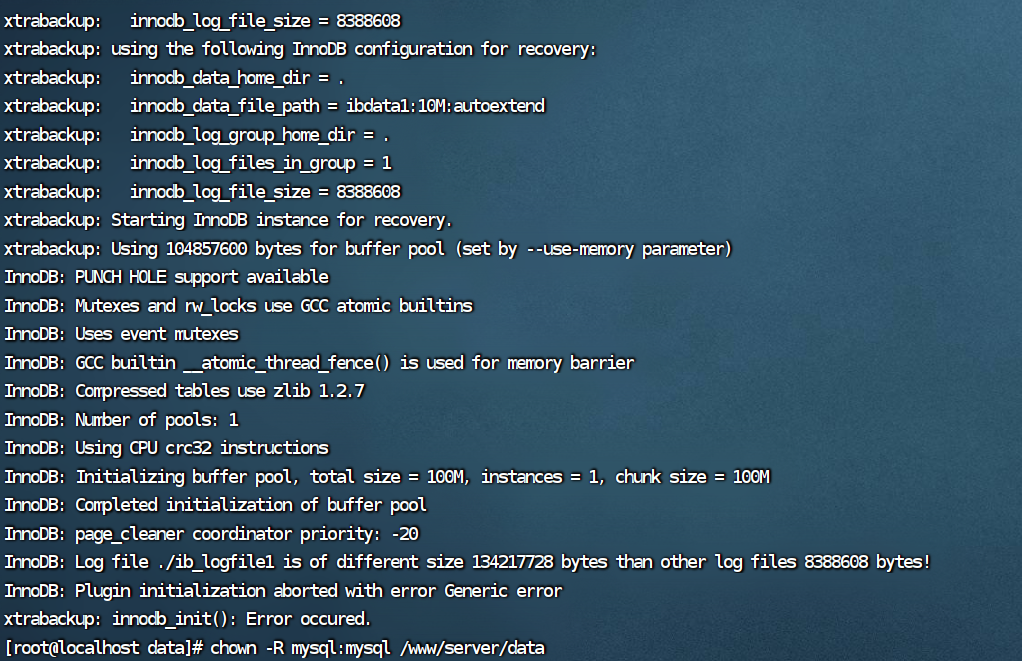 xtrabackup:   innodb_log_file_size = 8388608
xtrabackup: using the following InnoDB configuration for recovery:
xtrabackup:   innodb_data_home_dir = .
xtrabackup:   innodb_data_file_path = ibdata1:10M:autoextend
xtrabackup:   innodb_log_group_home_dir = .
xtrabackup:   innodb_log_files_in_group = 1
xtrabackup:   innodb_log_file_size = 8388608
xtrabackup: Starting InnoDB instance for recovery.
xtrabackup: Using 104857600 bytes for buffer pool (set by --use-memory parameter)
InnoDB: PUNCH HOLE support available
InnoDB: Mutexes and rw_locks use GCC atomic builtins
InnoDB: Uses event mutexes
InnoDB: GCC builtin __atomic_thread_fence() is used for memory barrier
InnoDB: Compressed tables use zlib 1.2.7
InnoDB: Number of pools: 1
InnoDB: Using CPU crc32 instructions
InnoDB: Initializing buffer pool, total size = 100M, instances = 1, chunk size = 100M
InnoDB: Completed initialization of buffer pool
InnoDB: page_cleaner coordinator priority: -20
InnoDB: Log file ./ib_logfile1 is of different size 134217728 bytes than other log files 8388608 bytes!
InnoDB: Plugin initialization aborted with error Generic error
xtrabackup: innodb_init(): Error occured.
[root@localhost data]# chown -R mysql:mysql /www/server/data